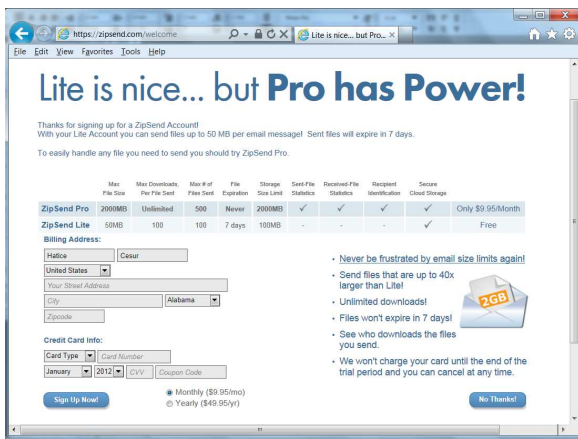 https://zipsend.com/welcome
Lite is nice... but Pro... ×
File Edit View Favorites Tools Help
Lite is nice... but Pro has Power!
Thanks for signing up for a ZipSend Account!
With your Lite Account you can send files up to 50 MB per email message! Sent files will expire in 7 days.
To easily handle any file you need to send you should try ZipSend Pro.
Max File Size Max Downloads, Per File Sent Max # of Files Sent File Expiration Storage Size Limit Sent-File Statistics Received-File Statistics Recipient Identification Secure Cloud Storage
ZipSend Pro 2000MB Unlimited 500 Never 2000MB ✓ ✓ ✓ ✓ Only $9.95/Month
ZipSend Lite 50MB 100 100 7 days 100MB - - - ✓ Free
Billing Address:
Hatice Cesur
United States
Your Street Address
City Alabama
Zipcode
Credit Card Info:
Card Type Card Number
January 2012 CVV Coupon Code
Sign Up Now!
Monthly ($9.95/mo)
Yearly ($49.95/yr)
• Never be frustrated by email size limits again!
• Send files that are up to 40x
larger than Lite!
• Unlimited downloads!
• Files won't expire in 7 days!
• See who downloads the files
you send.
• We won't charge your card until the end of the
trial period and you can cancel at any time.
2GB
No Thanks!